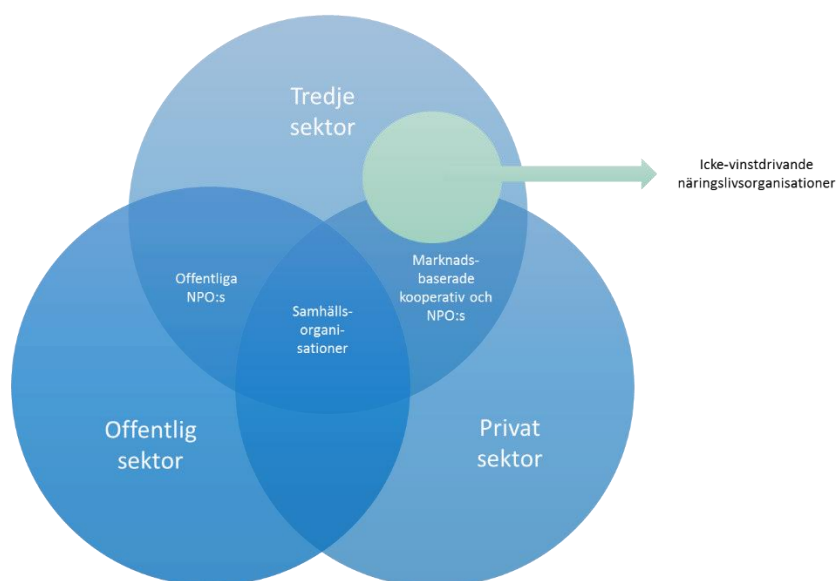 Tredje
sektor
Icke-vinstdrivande
näringslivsorganisationer
Offentliga
NPO:s
Marknads-
baserade
kooperativ och
NPO:s
Samhälls-
organi-
sationer
Offentlig
sektor
Privat
sektor